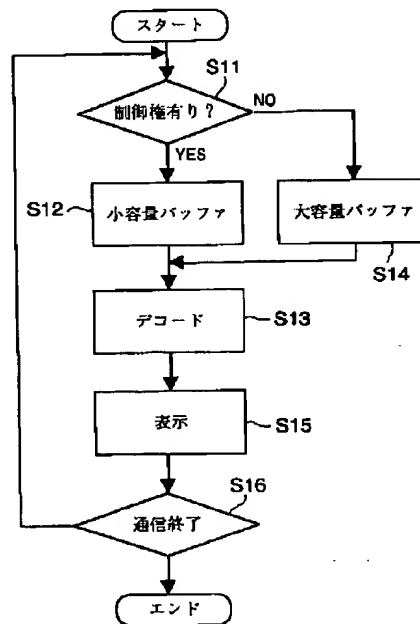 スタート
S11
制御権有り?
NO
YES
S12
小容量バッファ
大容量バッファ
S14
デコード
S13
表示
S15
S16
通信終了
エンド